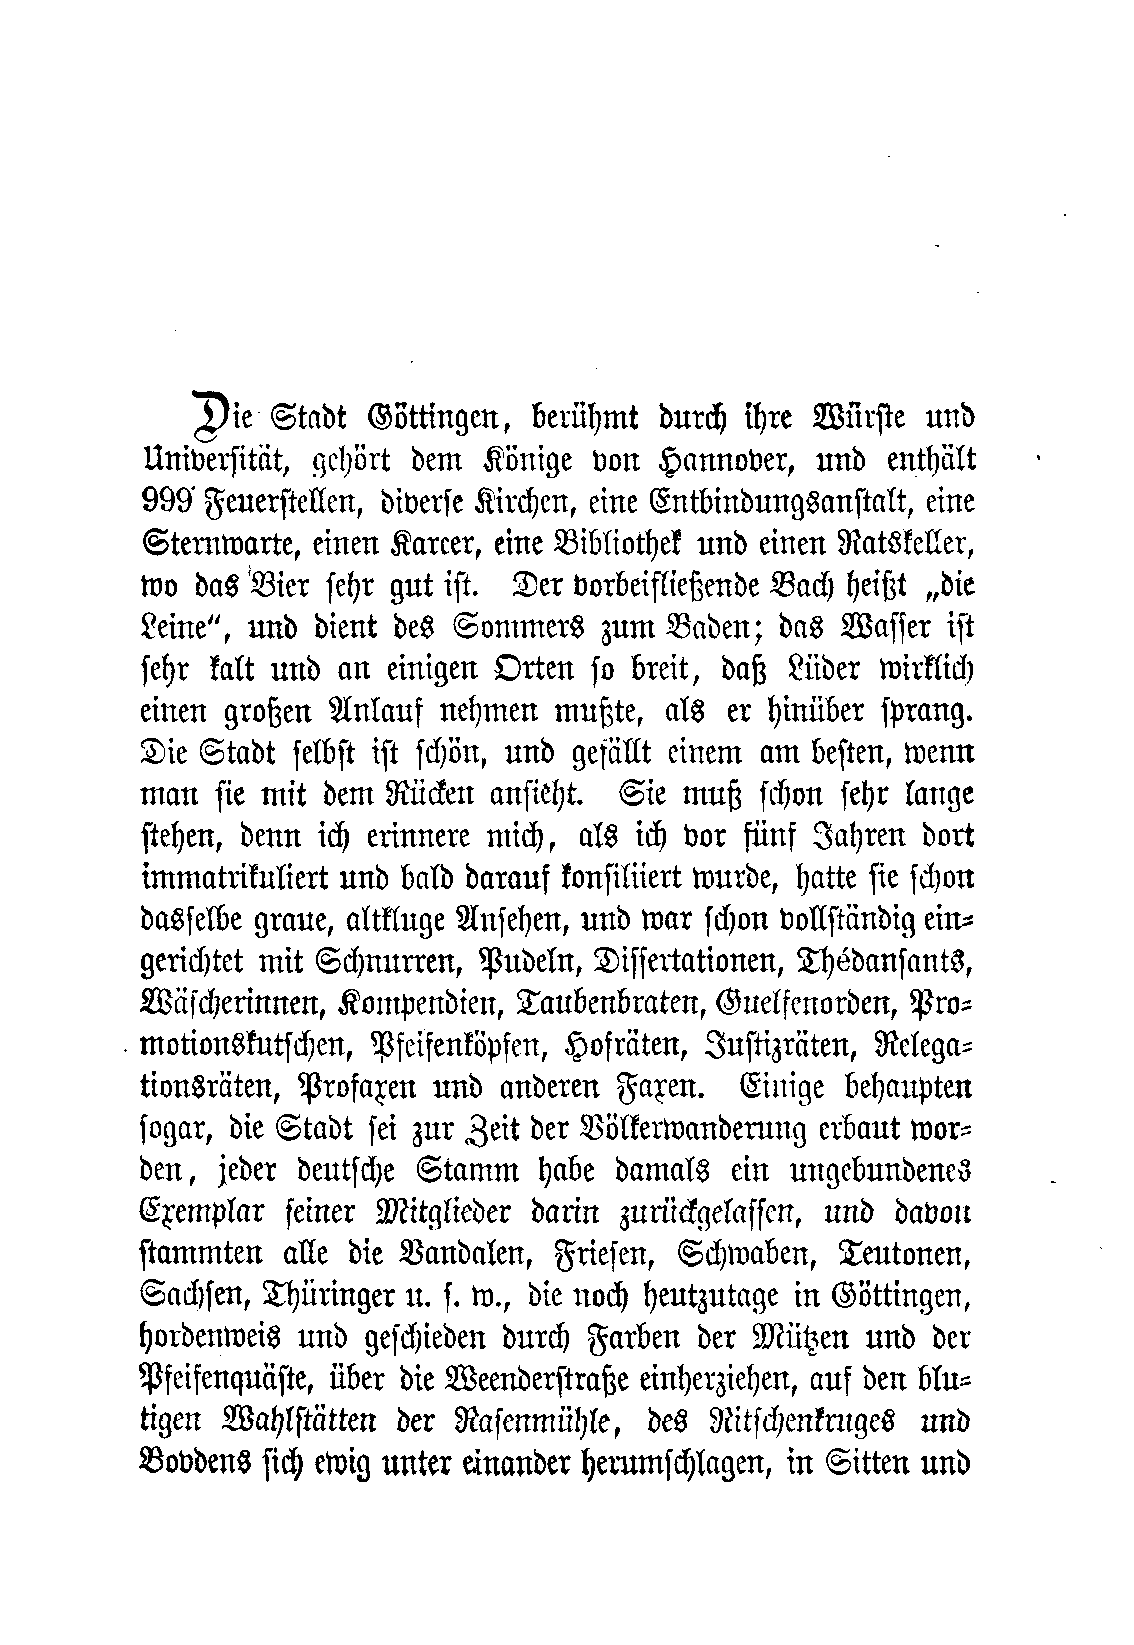 Die Stadt Göttingen, berühmt durch ihre Würſte und
Univerſität, gehört dem Könige von Hannover, und enthält
999 Feuerſtellen, diverſe Kirchen, eine Entbindungsanſtalt, eine
Sternwarte, einen Karcer, eine Bibliothek und einen Ratskeller,
wo das Bier ſehr gut iſt. Der vorbeifließende Bach heißt „die
Leine“, und dient des Sommers zum Baden; das Waſſer iſt
ſehr kalt und an einigen Orten ſo breit, daß Lüder wirklich
einen großen Anlauf nehmen mußte, als er hinüber ſprang.
Die Stadt ſelbſt iſt ſchön, und gefällt einem am beſten, wenn
man ſie mit dem Rücken anſieht. Sie muß ſchon ſehr lange
ſtehen, denn ich erinnere mich, als ich vor fünf Jahren dort
immatrikuliert und bald darauf konſiliiert wurde, hatte ſie ſchon
dasſelbe graue, altkluge Anſehen, und war ſchon vollſtändig ein⸗
gerichtet mit Schnurren, Pudeln, Diſſertationen, Thédanſants,
Wäſcherinnen, Kompendien, Taubenbraten, Guelfenorden, Pro⸗
motionskutſchen, Pfeifenköpfen, Hofräten, Juſtizräten, Relega⸗
tionsräten, Profaxen und anderen Faxen. Einige behaupten
ſogar, die Stadt ſei zur Zeit der Völkerwanderung erbaut wor⸗
den, jeder deutſche Stamm habe damals ein ungebundenes
Exemplar ſeiner Mitglieder darin zurückgelaſſen, und davon
ſtammten alle die Vandalen, Frieſen, Schwaben, Teutonen,
Sachſen, Thüringer u. ſ. w., die noch heutzutage in Göttingen,
hordenweis und geſchieden durch Farben der Mützen und der
Pfeifenquäſte, über die Weenderſtraße einherziehen, auf den blu⸗
tigen Wahlſtätten der Raſenmühle, des Ritſchenkruges und
Bovdens ſich ewig unter einander herumſchlagen, in Sitten und